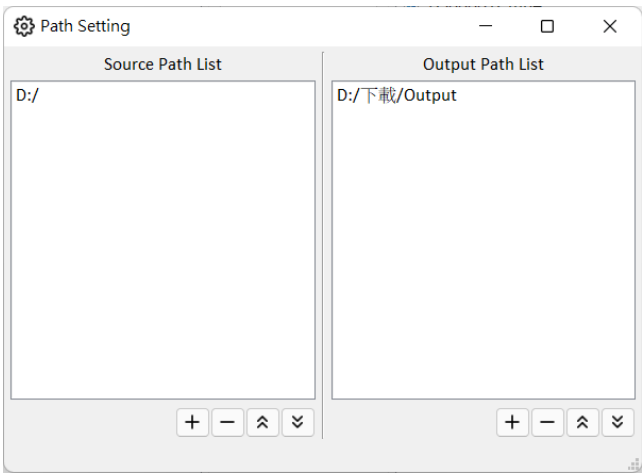 Path Setting
Source Path List
Output Path List
D:/
D:/下載/Output